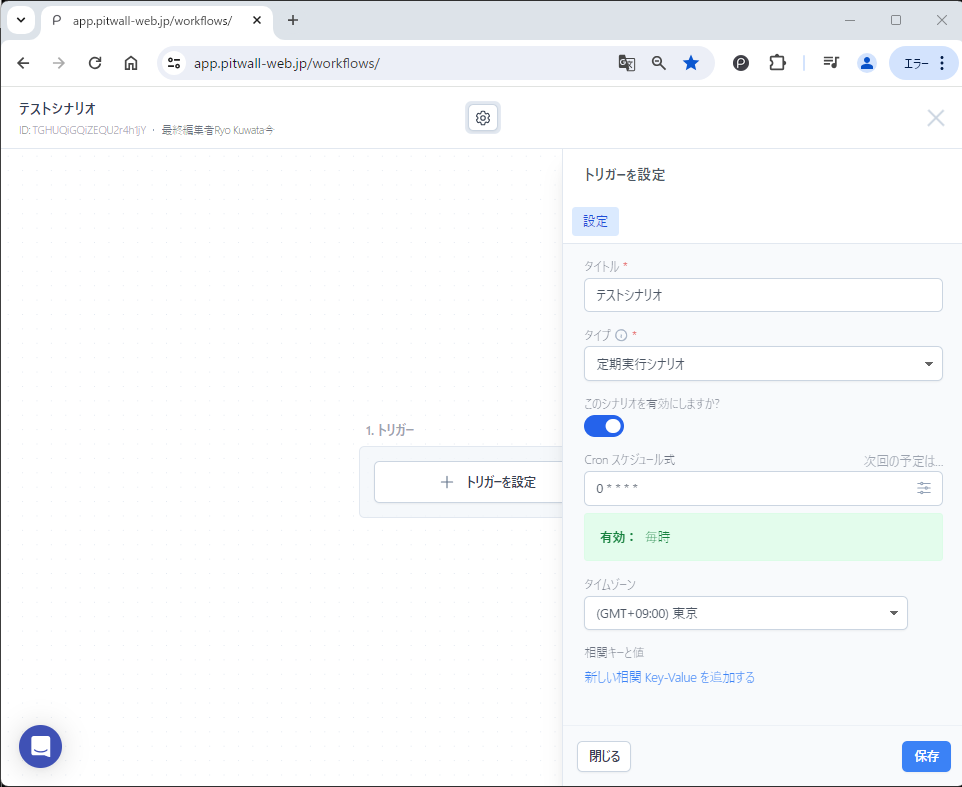 app.pitwall-web.jp/workflows/
app.pitwall-web.jp/workflows/
エラー
テストシナリオ
ID:TGHUQiGQiZEQU2r4h1jY · 最終編集者Ryo Kuwata今
トリガーを設定
設定
タイトル *
テストシナリオ
タイプ *
定期実行シナリオ
このシナリオを有効にしますか?
1. トリガー
トリガーを設定
Cron スケジュール式
次回の予定は...
0 * * * *
有効： 毎時
タイムゾーン
(GMT+09:00) 東京
相関キーと値
新しい相関 Key-Value を追加する
閉じる
保存